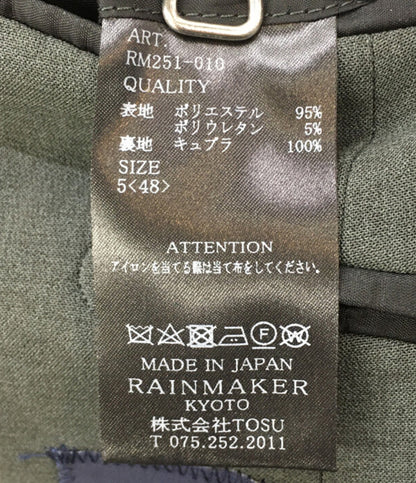 ART.
RM251-010
QUALITY
表地 ポリエステル 95%
ポリウレタン 5%
裏地 キュプラ 100%
SIZE
5<48>
ATTENTION
アイロンを当てる際は当て布をしてください。
MADE IN JAPAN
RAINMAKER
KYOTO
株式会社TOSU
T 075.252.2011